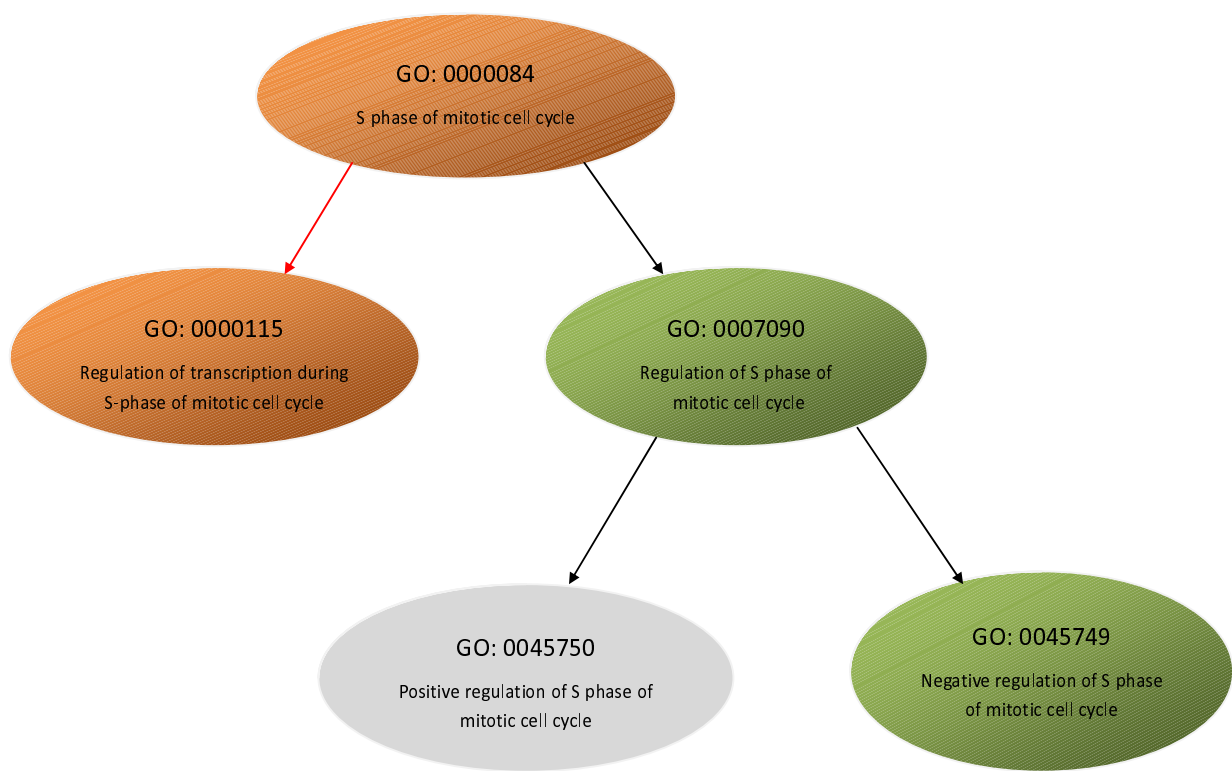 GO: 0000084
S phase of mitotic cell cycle
GO: 0000115
Regulation of transcription during
S-phase of mitotic cell cycle
GO: 0007090
Regulation of S phase of
mitotic cell cycle
GO: 0045750
Positive regulation of S phase of
mitotic cell cycle
GO: 0045749
Negative regulation of S phase
of mitotic cell cycle